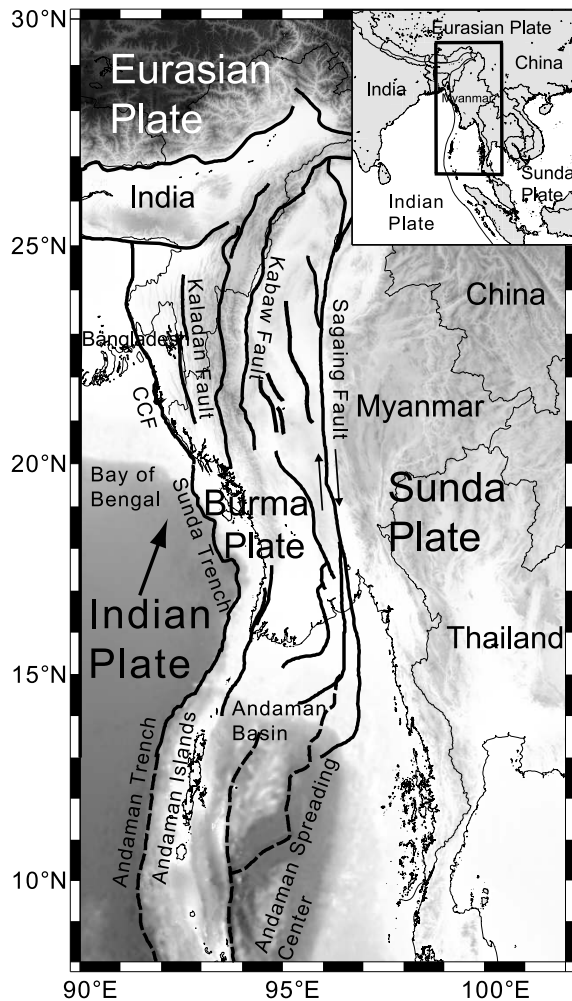 Eurasian
Plate
India
Eurasian Plate
China
India
Myanmar
Sunda
Plate
Indian
Plate
30°N
25°N
20°N
15°N
10°N
90°E
95°E
100°E
Kaladan Fault
Kabaw Fault
Sagaing Fault
China
Bangladesh
CCF
Myanmar
Bay of
Bengal
Sunda Trench
Burma
Plate
Sunda
Plate
Indian
Plate
Thailand
Andaman
Basin
Andaman Trench
Andaman Islands
Andaman Spreading
Center